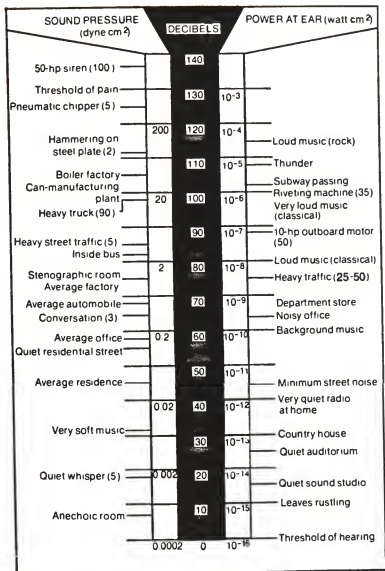 SOUND PRESSURE
(dyne cm2)
DECIBELS
POWER AT EAR (watt cm2)
140
50-hp siren (100)
Threshold of pain
130
10-3
Pneumatic chipper (5)
200
120
10-4
Hammering on
steel plate (2)
Loud music (rock)
110
10-5
Thunder
Boiler factory
Subway passing
Can-manufacturing
plant
20
100
10-6
Riveting machine (35)
Heavy truck (90)
Very loud music
(classical)
90
10-7
10-hp outboard motor
(50)
Heavy street traffic (5)
Inside bus
2
80
10-8
Loud music (classical)
Stenographic room
Heavy traffic (25-50)
Average factory
70
10-9
Average automobile
Department store
Conversation (3)
Noisy office
Average office
0 2
60
10-10
Background music
Quiet residential street
50
10-11
Average residence
Minimum street noise
0 02
40
10-12
Very quiet radio
at home
Very soft music
30
10-13
Country house
Quiet auditorium
Quiet whisper (5)
0 002
20
10-14
Quiet sound studio
10
10-15
Leaves rustling
Anechoic room
0.0002
0
10-16
Threshold of hearing